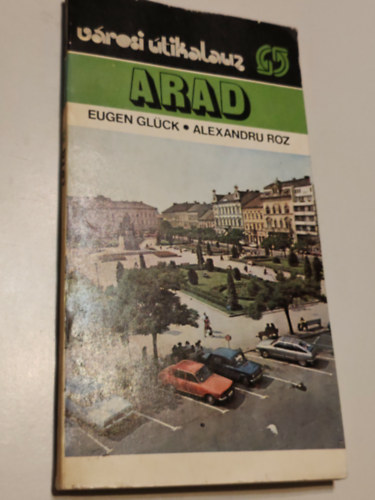 városi útikalauz
ARAD
EUGEN GLÜCK • ALEXANDRU ROZ